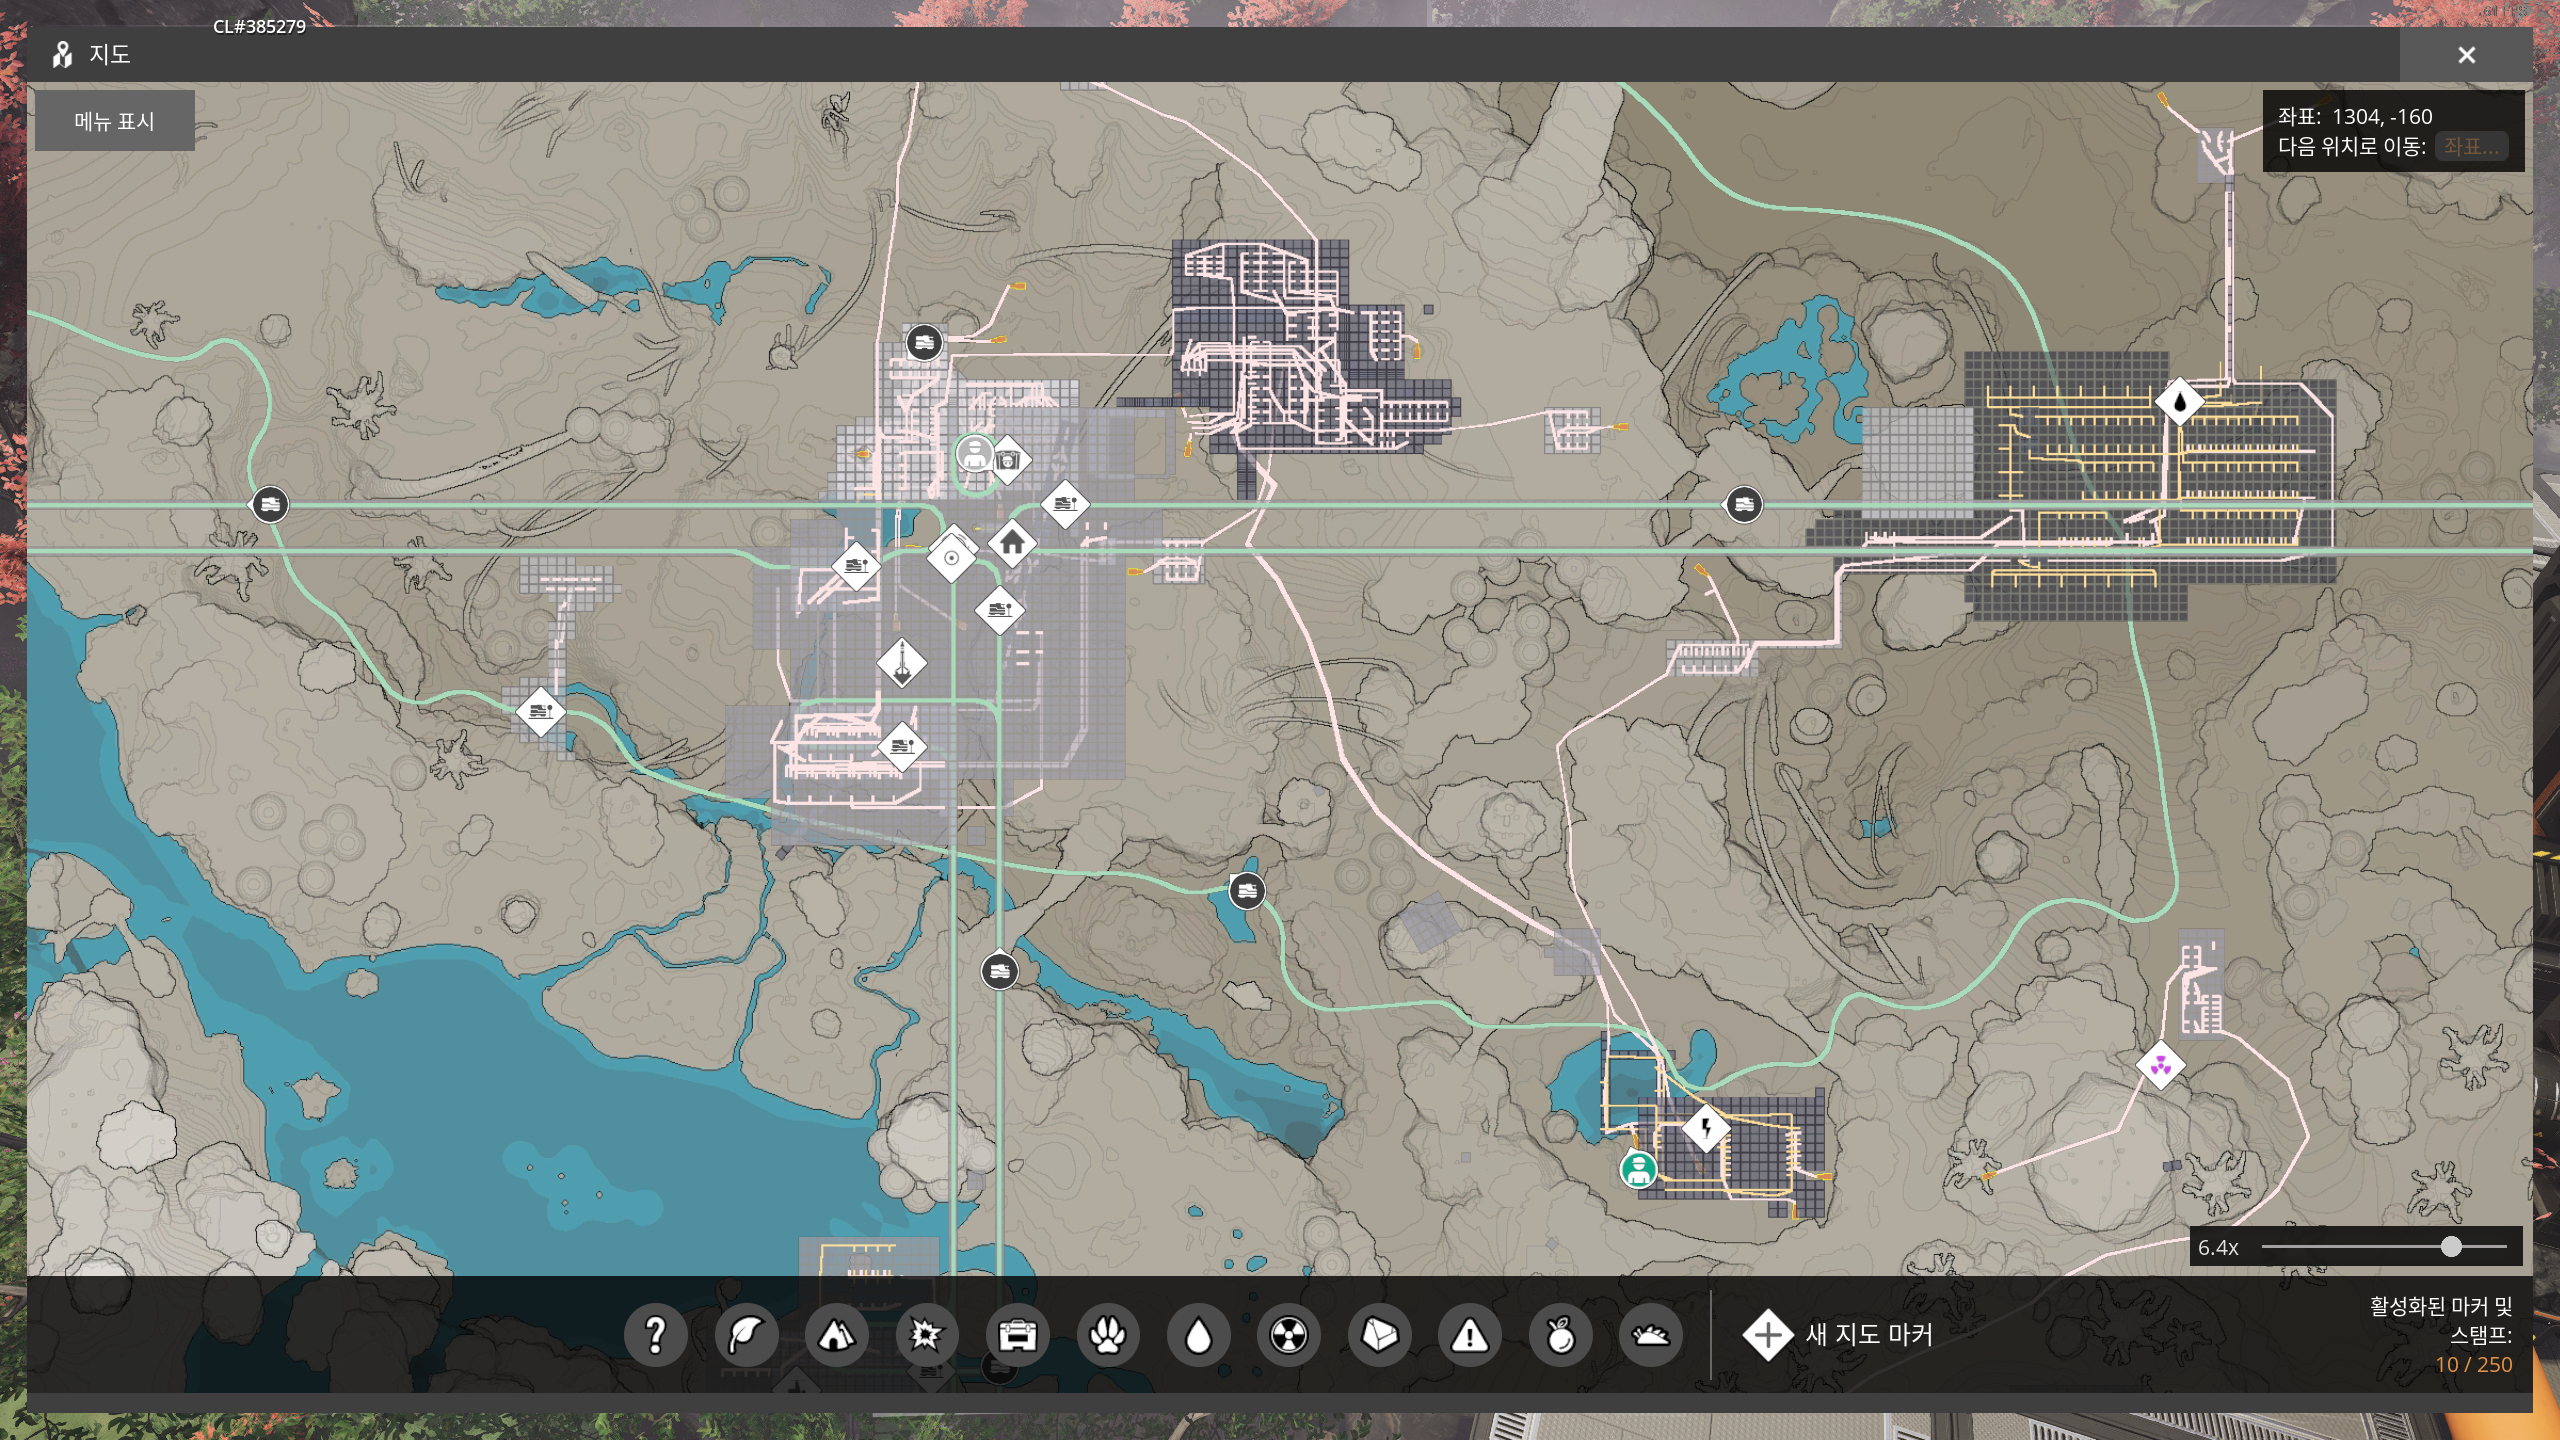 CL#385279
지도
메뉴 표시
좌표: 1304, -160
다음 위치로 이동: 좌표...
6.4x
새 지도 마커
활성화된 마커 및
스탬프:
10 / 250